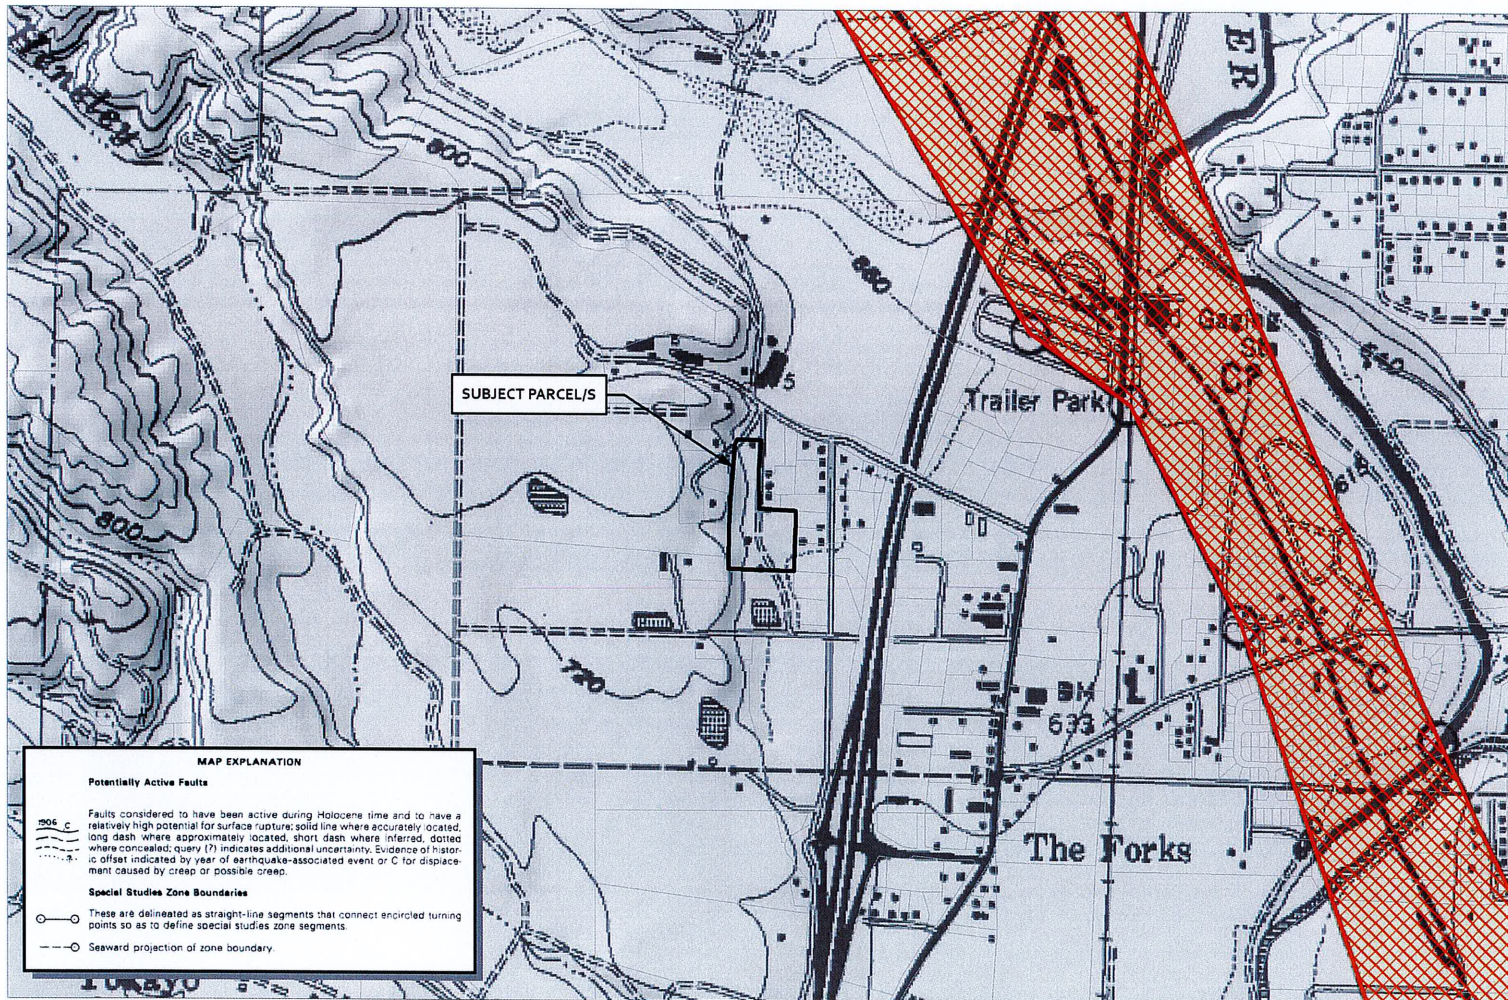 ER
800
680
Gaging
Sta
C
640
5
SUBJECT PARCEL/S
Trailer Park
610
800
720
C
BM
633
The Forks
MAP EXPLANATION
Potentially Active Faults
1906 C
Faults considered to have been active during Holocene time and to have a
relatively high potential for surface rupture; solid line where accurately located,
long dash where approximately located, short dash where inferred, dotted
where concealed; query (?) indicates additional uncertainty. Evidence of histor-
ic offset indicated by year of earthquake-associated event or C for displace-
ment caused by creep or possible creep.
?
Special Studies Zone Boundaries
These are delineated as straight-line segments that connect encircled turning
points so as to define special studies zone segments.
Seaward projection of zone boundary.